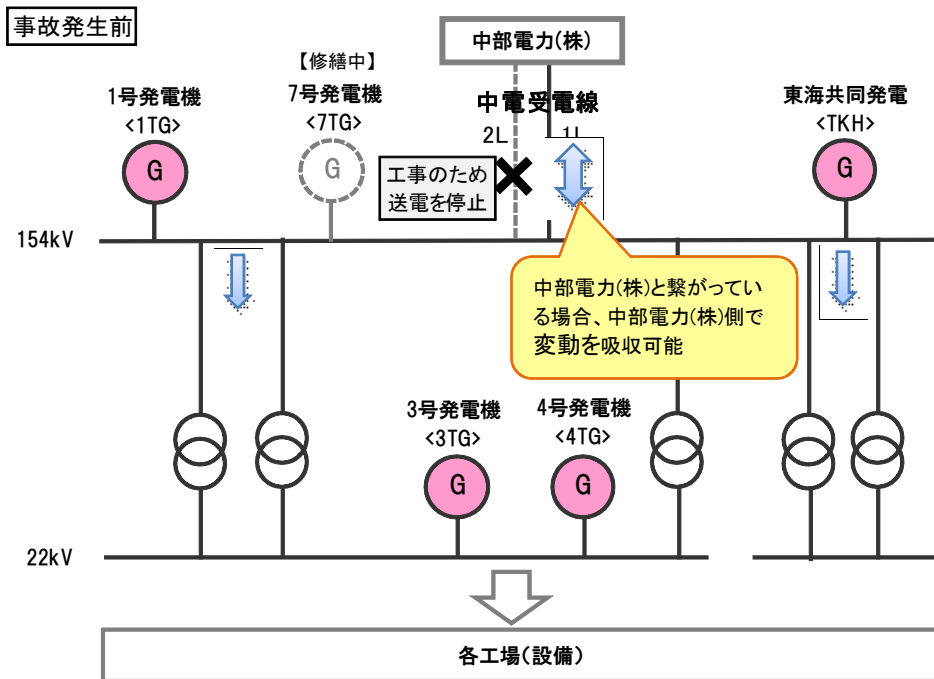 事故発生前
中部電力(株)
【修繕中】
1号発電機
<1TG>
7号発電機
<7TG>
中電受電線
2L 1L
東海共同発電
<TKH>
G
G
G
工事のため
送電を停止
154kV
中部電力(株)と繋がってい
る場合、中部電力(株)側で
変動を吸収可能
3号発電機
<3TG>
4号発電機
<4TG>
G
G
22kV
各工場(設備)